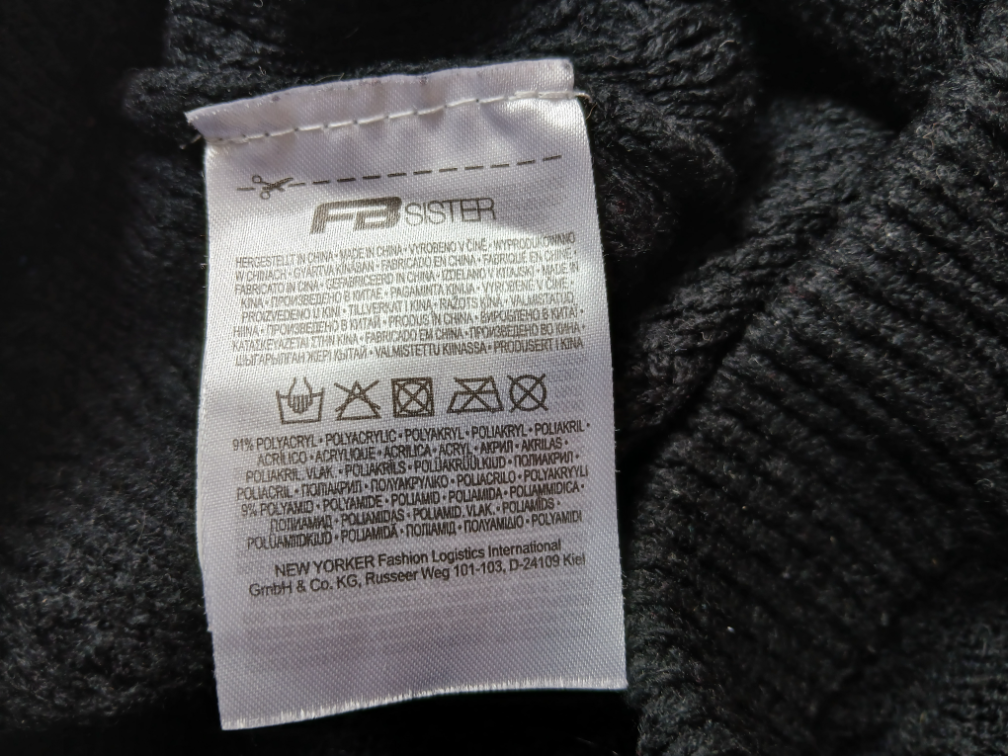 FB SISTER
HERGESTELLT IN CHINA • MADE IN CHINA • VYROBENO V ČÍNĚ • WYPRODUKOWANO
W CHINACH • GYÁRTVA KÍNÁBAN • FABRICADO EN CHINA • FABRIQUÉ EN CHINE •
FABRICATO IN CINA • GEFABRICEERD IN CHINA • IZDELANO V KITAJSKI • MADE IN
KINA • ПРОИЗВЕДЕНО В КИТАЕ • PAGAMINTA KINIJA • VYROBENÉ V ČÍNE •
PROIZVEDENO U KINI • TILLVERKAT I KINA • RAŽOTS ĶĪNĀ • VALMISTATUD
HIINA • ПРОИЗВЕДЕНО В КИТАЙ • PRODUS IN CHINA • ВИРОБЛЕНО В КИТАЇ •
ΚΑΤΑΣΚΕΥΑΖΕΤΑΙ ΣΤΗΝ ΚΙΝΑ • FABRICADO EM CHINA • ПРОІЗВЕДЕНО ВО КИНА •
ШЫҒАРЫЛҒАН ЖЕРІ ҚЫТАЙ • VALMISTETTU KIINASSA • PRODUSERT I KINA
91% POLYACRYL • POLYACRYLIC • POLYAKRYL • POLIAKRYL • POLIAKRIL •
ACRÍLICO • ACRYLIQUE • ACRILICA • ACRYL • АКРИЛ • AKRILAS •
POLIAKRIL. VLAK. • POLIAKRILS • POLÜAKRÜÜLKIUD • ПОЛИАКРИЛ •
POLIACRIL • ПОЛІАКРИЛ • ΠΟΛΥΑΚΡΥΛΙΚΟ • POLIACRILO • POLYAKRYYLI
9% POLYAMID • POLYAMIDE • POLIAMID • POLIAMIDA • POLIAMMIDICA •
ПОЛИАМИД • POLIAMIDAS • POLIAMID. VLAK. • POLIAMĪDS •
POLÜAMIIDKIUD • POLIAMIDĂ • ПОЛІАМІД • ΠΟΛΥΑΜΙΔΙΟ • POLYAMIDI
NEW YORKER Fashion Logistics International
GmbH & Co. KG, Russeer Weg 101-103, D-24109 Kiel